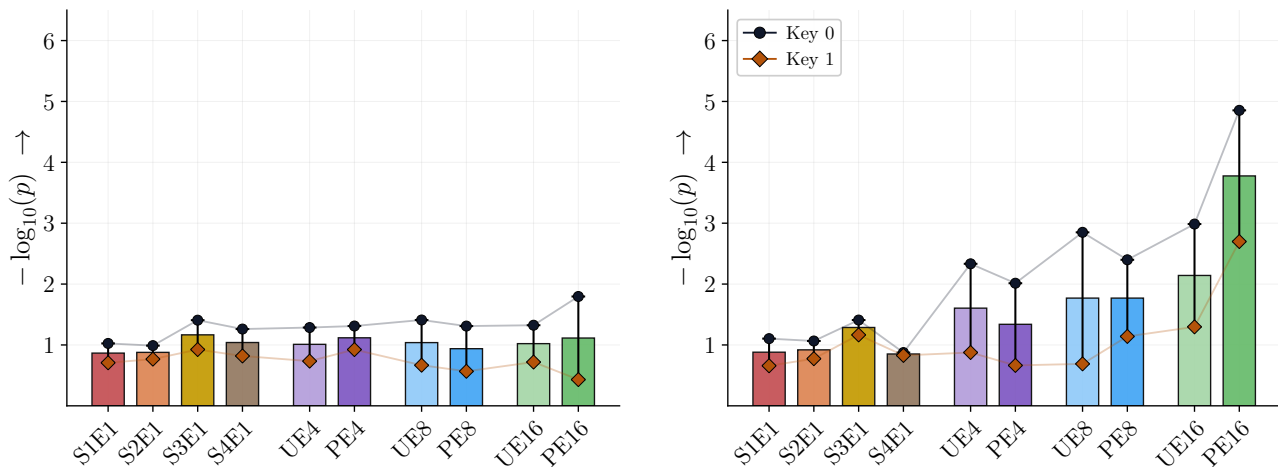 6
5
4
3
2
1
− log₁₀(p) →
S1E1
S2E1
S3E1
S4E1
UE4
PE4
UE8
PE8
UE16
PE16
Key 0
Key 1
6
5
4
3
2
1
− log₁₀(p) →
S1E1
S2E1
S3E1
S4E1
UE4
PE4
UE8
PE8
UE16
PE16